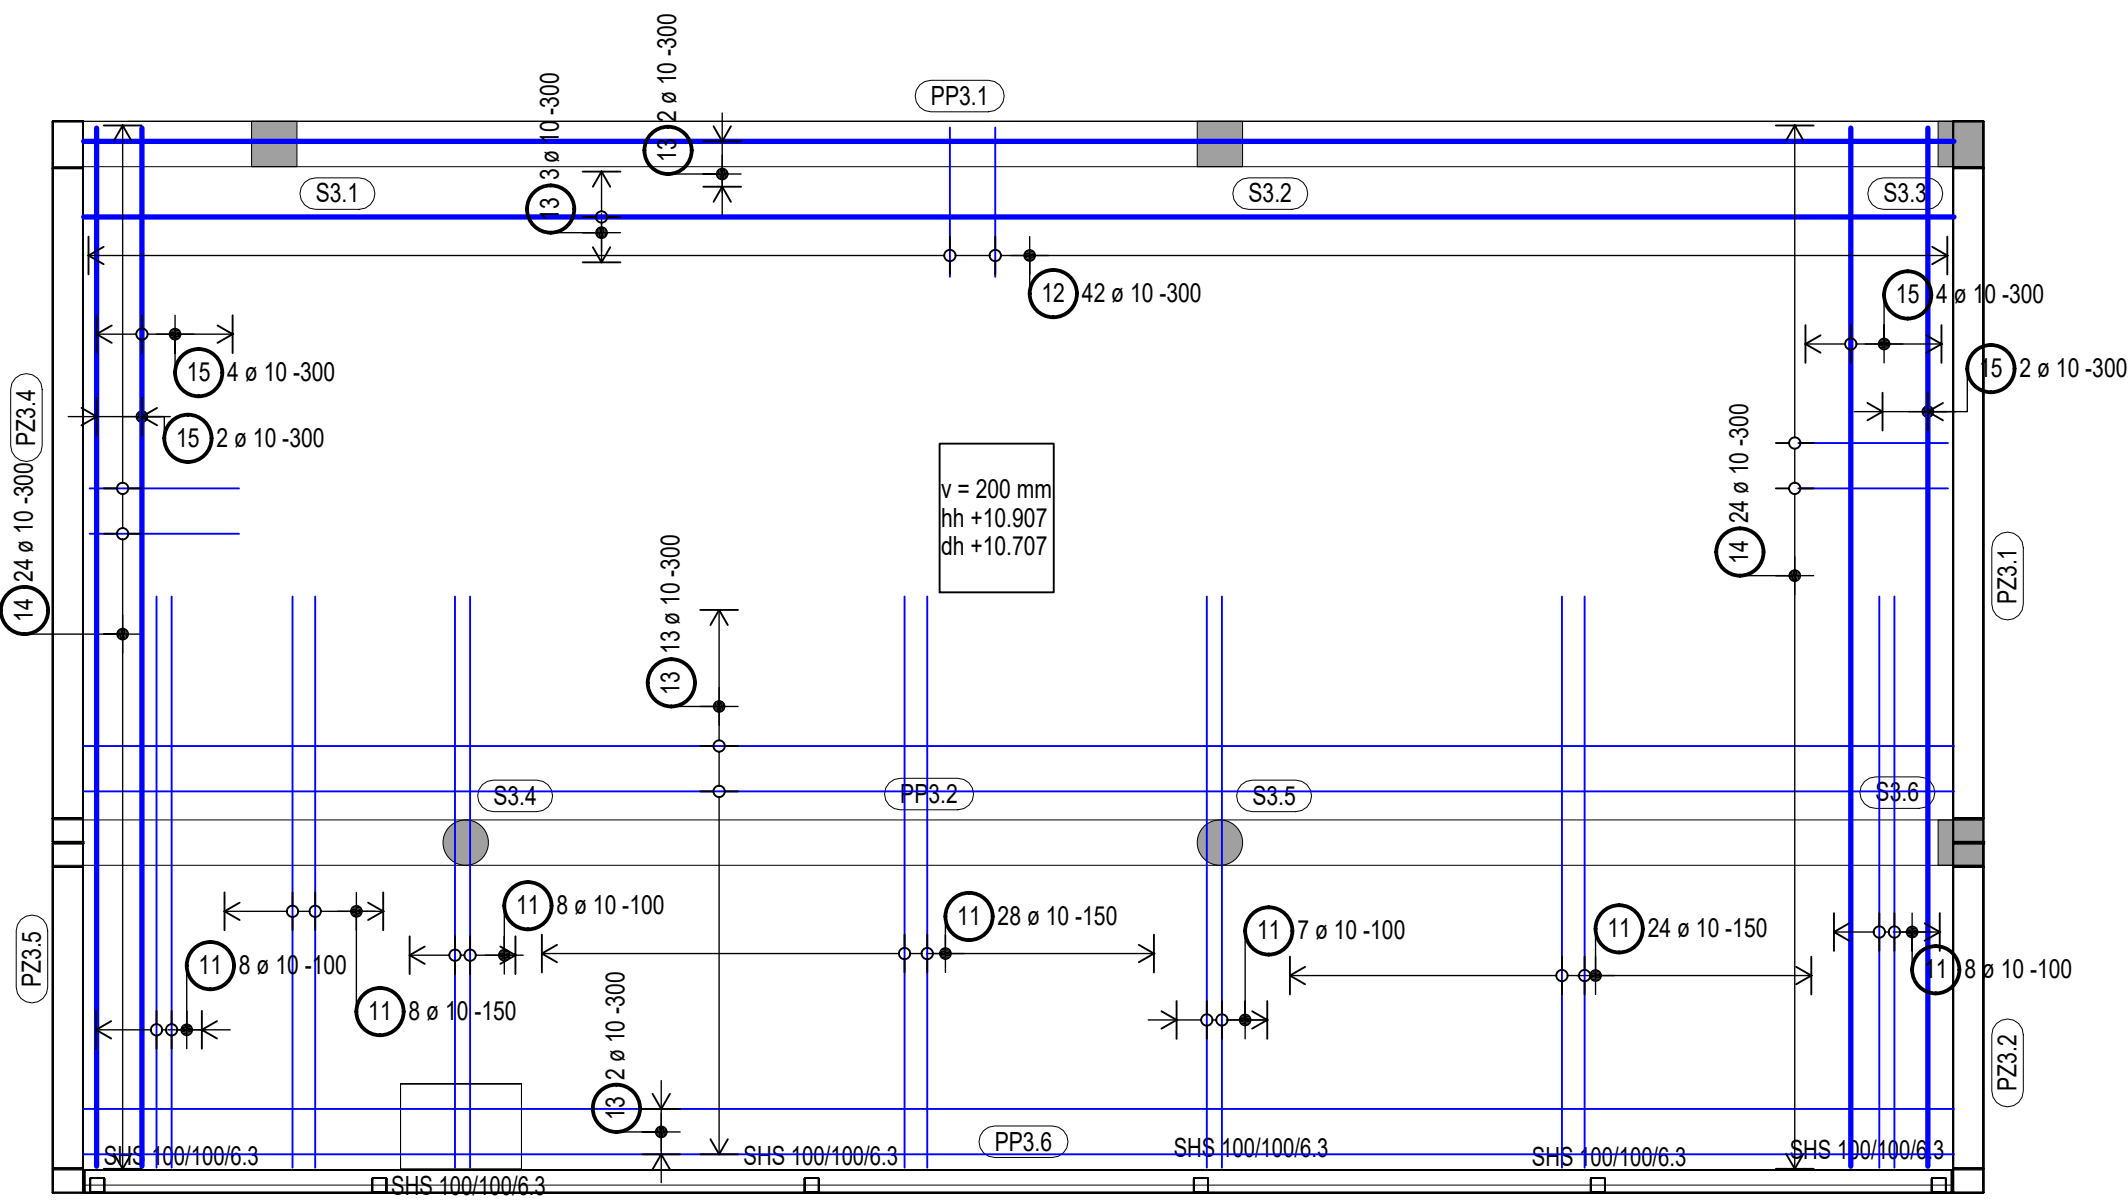 PP3.1
13 3 ø 10 -300
13 2 ø 10 -300
S3.1
S3.2
S3.3
12 42 ø 10 -300
15 4 ø 10 -300
15 2 ø 10 -300
15 4 ø 10 -300
15 2 ø 10 -300
PZ3.4
14 24 ø 10 -300
v = 200 mm
hh +10.907
dh +10.707
14 24 ø 10 -300
PZ3.1
13 13 ø 10 -300
S3.4
PP3.2
S3.5
S3.6
11 8 ø 10 -100
11 28 ø 10 -150
11 7 ø 10 -100
11 24 ø 10 -150
11 8 ø 10 -100
PZ3.5
11 8 ø 10 -100
11 8 ø 10 -150
13 2 ø 10 -300
PZ3.2
PP3.6
SHS 100/100/6.3
SHS 100/100/6.3
SHS 100/100/6.3
SHS 100/100/6.3
SHS 100/100/6.3
SHS 100/100/6.3